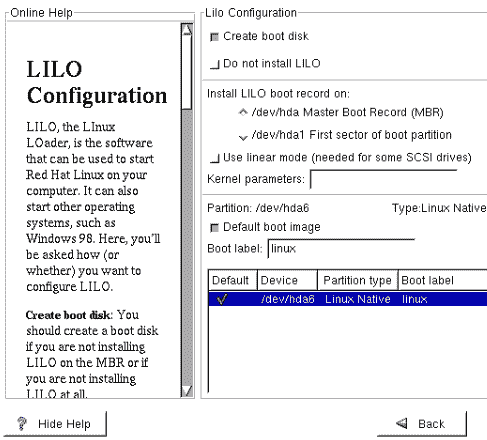 Online Help
LILO
Configuration
LILO, the LInux
LOader, is the software
that can be used to start
Red Hat Linux on your
computer. It can also
start other operating
systems, such as
Windows 98. Here, you'll
be asked how (or
whether) you want to
configure LILO.
Create boot disk: You
should create a boot disk
if you are not installing
LILO on the MBR or if
you are not installing
LILO at all.
Lilo Configuration
Create boot disk
Do not install LILO
Install LILO boot record on:
/dev/hda Master Boot Record (MBR)
/dev/hda1 First sector of boot partition
Use linear mode (needed for some SCSI drives)
Kernel parameters:
Partition: /dev/hda6 Type:Linux Native
Default boot image
Boot label: linux
Default Device Partition type Boot label
/dev/hda6 Linux Native linux
Hide Help
Back